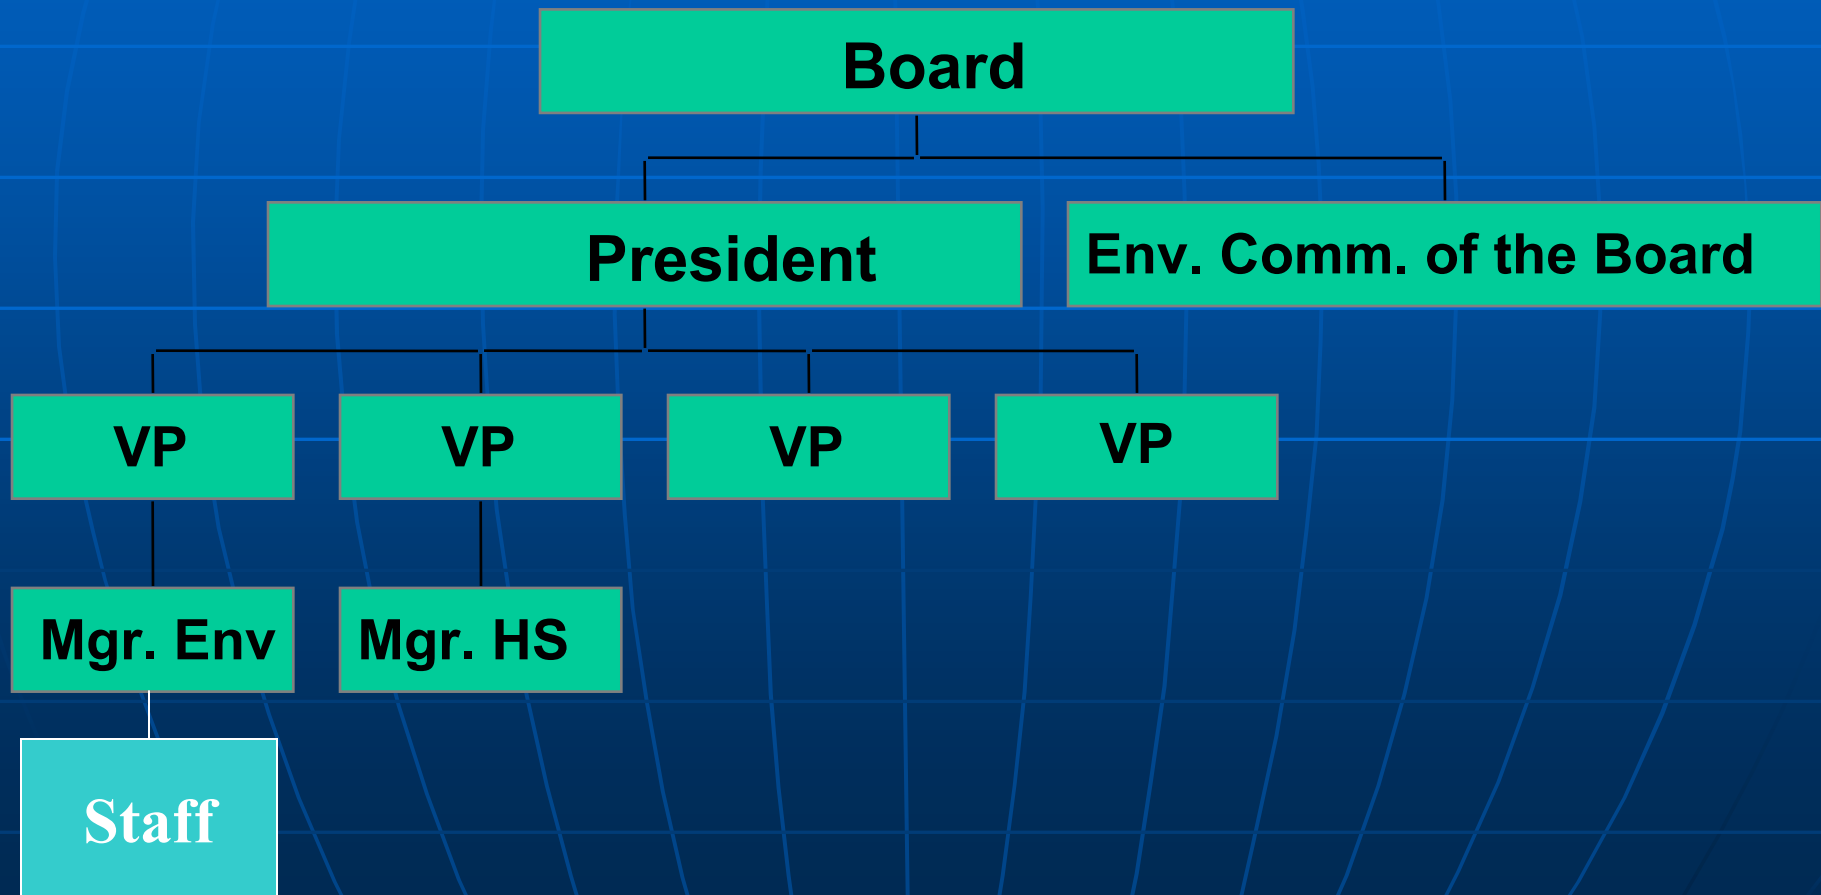 Board
President
Env. Comm. of the Board
VP
VP
VP
VP
Mgr. Env
Mgr. HS
Staff